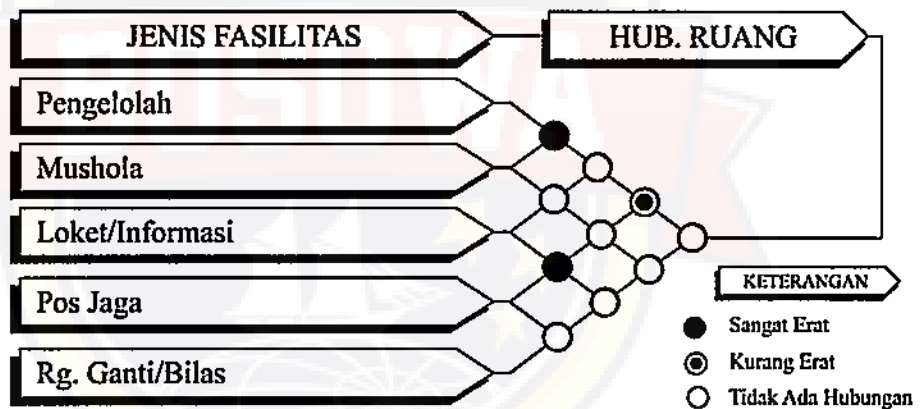 BOSOWA
JENIS FASILITAS
HUB. RUANG
Pengelolah
Mushola
Loket/Informasi
Pos Jaga
Rg. Ganti/Bilas
KETERANGAN
Sangat Erat
Kurang Erat
Tidak Ada Hubungan